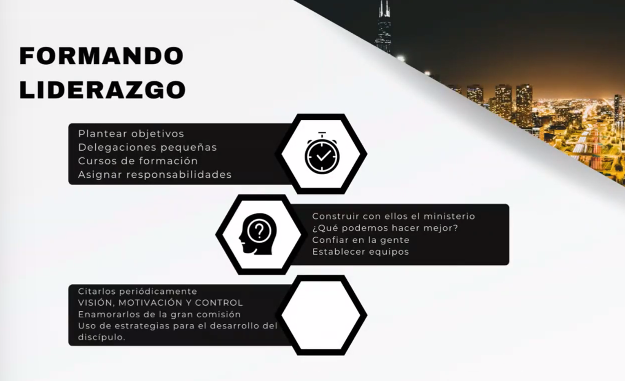 FORMANDO
LIDERAZGO
Plantear objetivos
Delegaciones pequeñas
Cursos de formación
Asignar responsabilidades
Construir con ellos el ministerio
¿Qué podemos hacer mejor?
Confiar en la gente
Establecer equipos
Citarlos periódicamente
VISIÓN, MOTIVACIÓN Y CONTROL
Enamorarlos de la gran comisión
Uso de estrategias para el desarrollo del
discípulo.